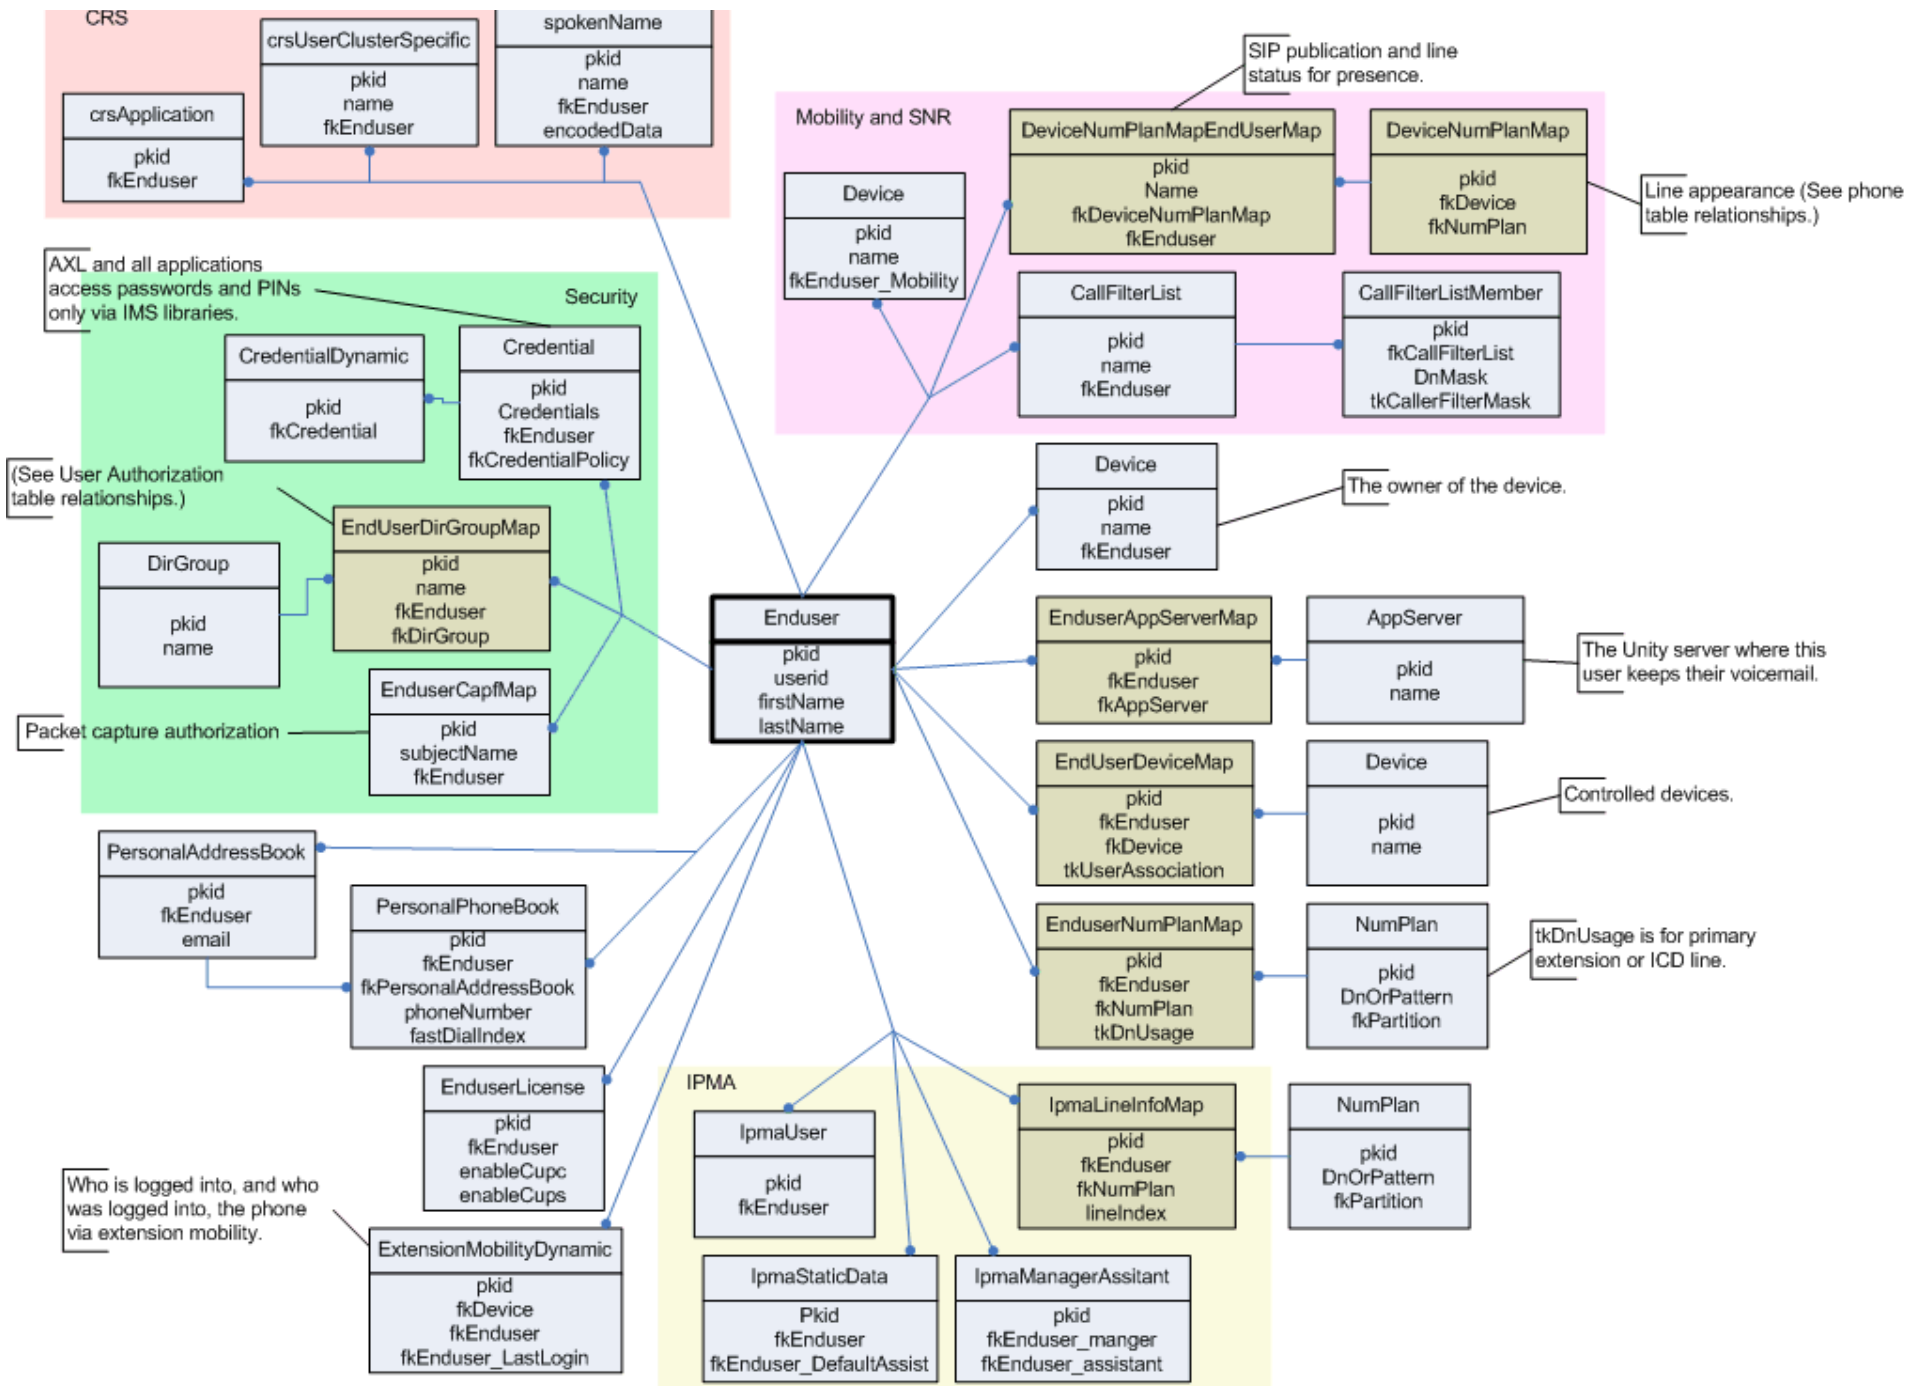 CRS
crsApplication
pkid
fkEnduser
crsUserClusterSpecific
pkid
name
fkEnduser
spokenName
pkid
name
fkEnduser
encodedData
SIP publication and line
status for presence.
Mobility and SNR
Device
pkid
name
fkEnduser_Mobility
DeviceNumPlanMapEndUserMap
pkid
Name
fkDeviceNumPlanMap
fkEnduser
DeviceNumPlanMap
pkid
fkDevice
fkNumPlan
Line appearance (See phone
table relationships.)
CallFilterList
pkid
name
fkEnduser
CallFilterListMember
pkid
fkCallFilterList
DnMask
tkCallerFilterMask
AXL and all applications
access passwords and PINs
only via IMS libraries.
Security
CredentialDynamic
pkid
fkCredential
Credential
pkid
Credentials
fkEnduser
fkCredentialPolicy
(See User Authorization
table relationships.)
EndUserDirGroupMap
pkid
name
fkEnduser
fkDirGroup
DirGroup
pkid
name
EnduserCapfMap
pkid
subjectName
fkEnduser
Packet capture authorization
Enduser
pkid
userid
firstName
lastName
Device
pkid
name
fkEnduser
The owner of the device.
EnduserAppServerMap
pkid
fkEnduser
fkAppServer
AppServer
pkid
name
The Unity server where this
user keeps their voicemail.
EndUserDeviceMap
pkid
fkEnduser
fkDevice
tkUserAssociation
Device
pkid
name
Controlled devices.
EnduserNumPlanMap
pkid
fkEnduser
fkNumPlan
tkDnUsage
NumPlan
pkid
DnOrPattern
fkPartition
tkDnUsage is for primary
extension or ICD line.
PersonalAddressBook
pkid
fkEnduser
email
PersonalPhoneBook
pkid
fkEnduser
fkPersonalAddressBook
phoneNumber
fastDialIndex
EnduserLicense
pkid
fkEnduser
enableCupc
enableCups
Who is logged into, and who
was logged into, the phone
via extension mobility.
ExtensionMobilityDynamic
pkid
fkDevice
fkEnduser
fkEnduser_LastLogin
IPMA
IpmaUser
pkid
fkEnduser
IpmaLineInfoMap
pkid
fkEnduser
fkNumPlan
lineIndex
NumPlan
pkid
DnOrPattern
fkPartition
IpmaStaticData
Pkid
fkEnduser
fkEnduser_DefaultAssist
IpmaManagerAssitant
pkid
fkEnduser_manger
fkEnduser_assistant